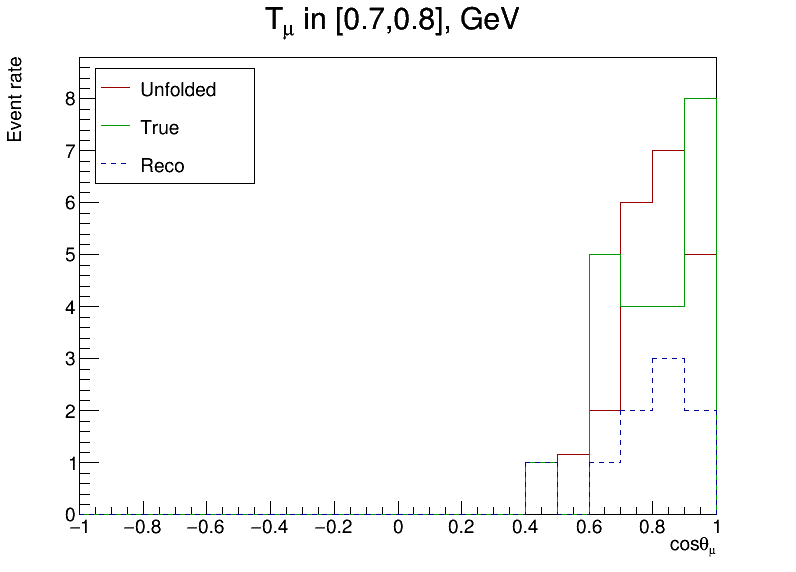 T_μ in [0.7,0.8], GeV
Event rate
Unfolded
True
Reco
8
7
6
5
4
3
2
1
0
−1 −0.8 −0.6 −0.4 −0.2 0 0.2 0.4 0.6 0.8 1
cosθ_μ